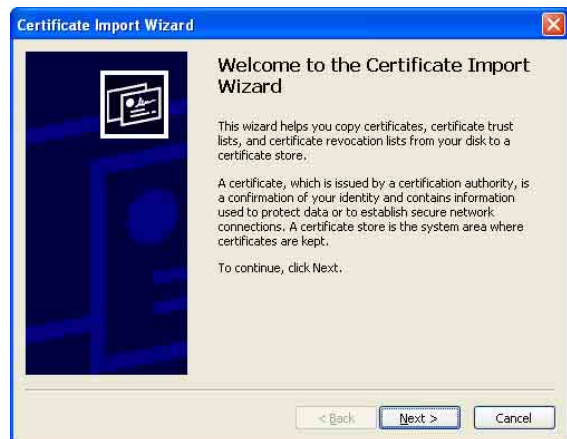 Certificate Import Wizard
Welcome to the Certificate Import
Wizard
This wizard helps you copy certificates, certificate trust
lists, and certificate revocation lists from your disk to a
certificate store.
A certificate, which is issued by a certification authority, is
a confirmation of your identity and contains information
used to protect data or to establish secure network
connections. A certificate store is the system area where
certificates are kept.
To continue, click Next.
< Back Next > Cancel